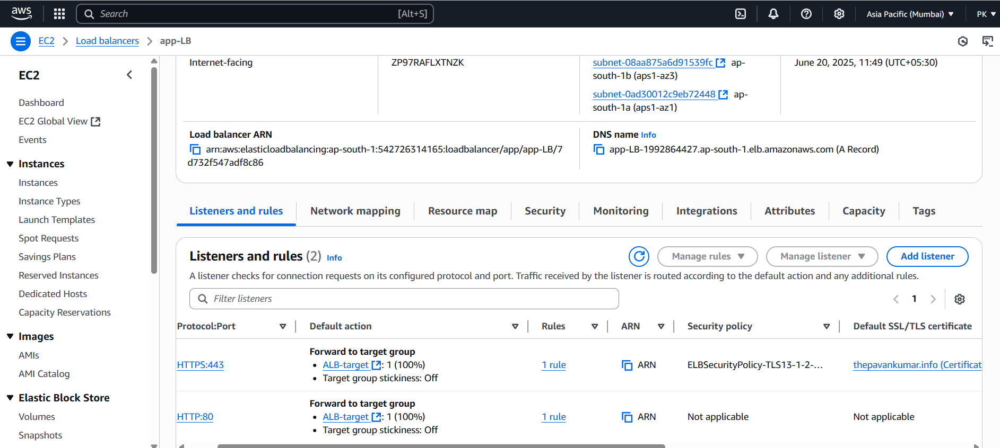 aws
Search
[Alt+S]
Asia Pacific (Mumbai)
PK
EC2
Load balancers
app-LB
EC2
Dashboard
EC2 Global View
Events
Instances
Instances
Instance Types
Launch Templates
Spot Requests
Savings Plans
Reserved Instances
Dedicated Hosts
Capacity Reservations
Images
AMIs
AMI Catalog
Elastic Block Store
Volumes
Snapshots
Internet-facing
ZP97RAFLXTNZK
subnet-08aa875a6d91539fc ap-
south-1b (aps1-az3)
subnet-0ad30012c9eb72448 ap-
south-1a (aps1-az1)
June 20, 2025, 11:49 (UTC+05:30)
Load balancer ARN
arn:aws:elasticloadbalancing:ap-south-1:542726314165:loadbalancer/app/app-LB/7
d732f547adf8c86
DNS name Info
app-LB-1992864427.ap-south-1.elb.amazonaws.com (A Record)
Listeners and rules
Network mapping
Resource map
Security
Monitoring
Integrations
Attributes
Capacity
Tags
Listeners and rules (2) Info
Manage rules
Manage listener
Add listener
A listener checks for connection requests on its configured protocol and port. Traffic received by the listener is routed according to the default action and any additional rules.
Filter listeners
1
Protocol:Port
Default action
Rules
ARN
Security policy
Default SSL/TLS certificate
HTTPS:443
Forward to target group
• ALB-target : 1 (100%)
• Target group stickiness: Off
1 rule
ARN
ELBSecurityPolicy-TLS13-1-2-...
thepavankumar.info (Certificat
HTTP:80
Forward to target group
• ALB-target : 1 (100%)
• Target group stickiness: Off
1 rule
ARN
Not applicable
Not applicable